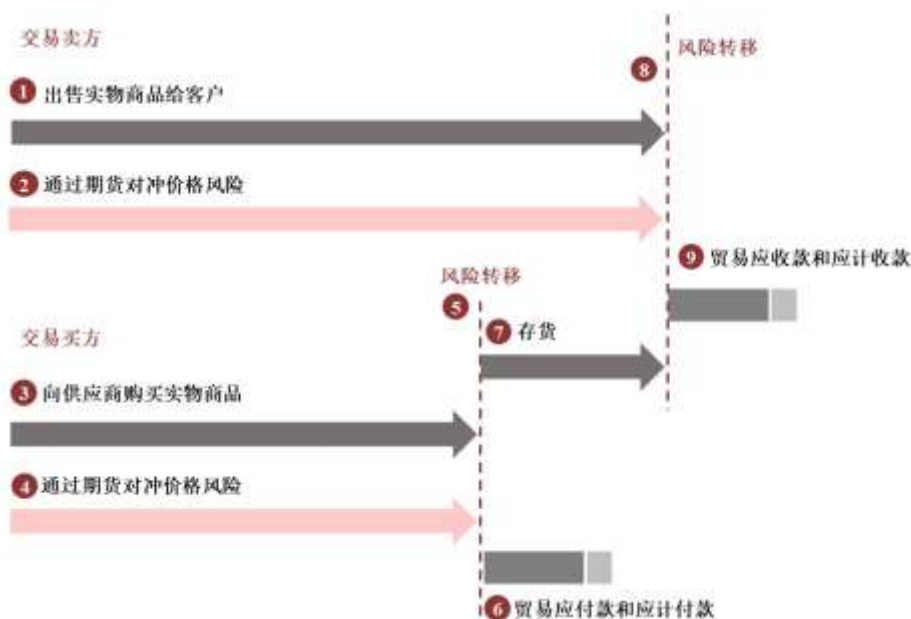 交易卖方
风险转移
8
1 出售实物商品给客户
2 通过期货对冲价格风险
9 贸易应收款和应计收款
风险转移
5
7 存货
交易买方
3 向供应商购买实物商品
4 通过期货对冲价格风险
6 贸易应付款和应计付款